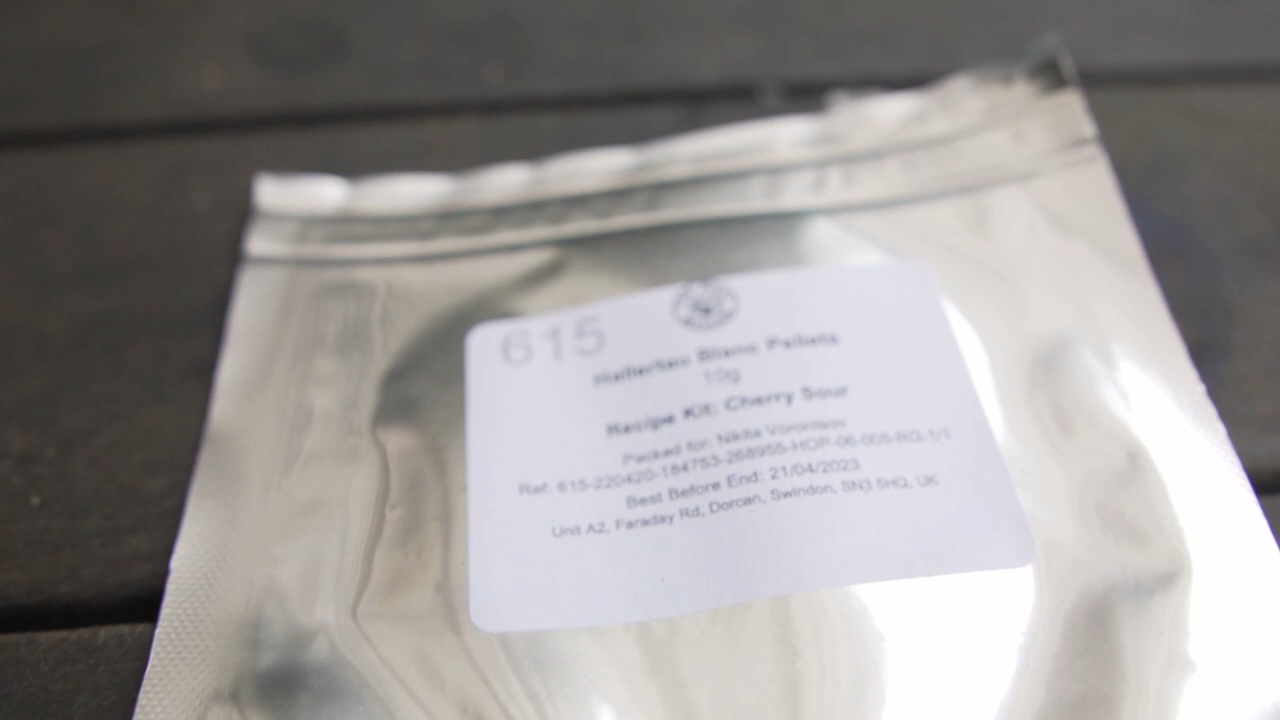 615
Hallertau Blanc Pellets
10g
Recipe Kit: Cherry Sour
Packed for: Nikita Vorontsov
Ref: 615-220420-184753-268955-HOP-06-005-RG-1/1
Best Before End: 21/04/2023
Unit A2, Faraday Rd, Dorcan, Swindon, SN3 5HQ, UK